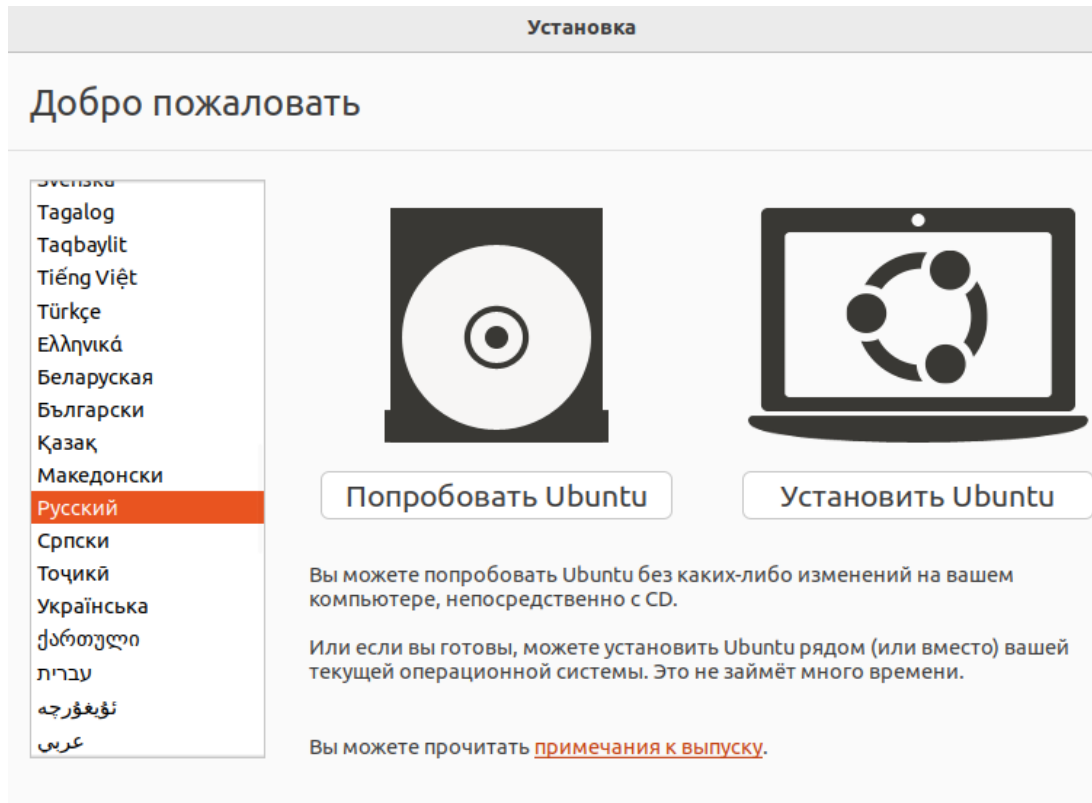 Установка
Добро пожаловать
Svenska
Tagalog
Taqbaylit
Tiếng Việt
Türkçe
Ελληνικά
Беларуская
Български
Қазақ
Македонски
Русский
Српски
Тоҷикӣ
Українська
ქართული
עברית
ئۇيغۇرچە
عربي
Попробовать Ubuntu
Установить Ubuntu
Вы можете попробовать Ubuntu без каких-либо изменений на вашем
компьютере, непосредственно с CD.
Или если вы готовы, можете установить Ubuntu рядом (или вместо) вашей
текущей операционной системы. Это не займёт много времени.
Вы можете прочитать примечания к выпуску.